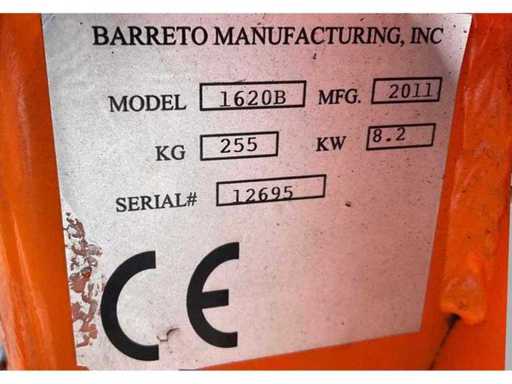 BARRETO MANUFACTURING, INC
MODEL 1620B MFG. 2011
KG 255 KW 8.2
SERIAL# 12695
CE